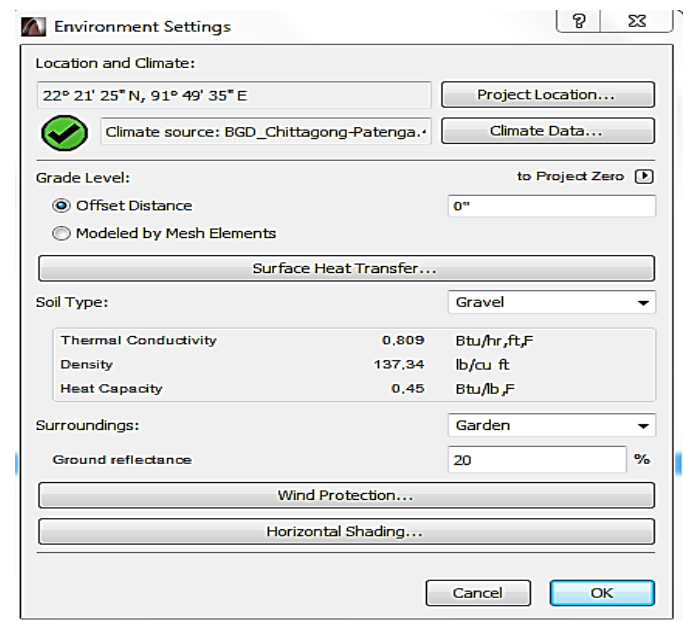 Environment Settings
Location and Climate:
22° 21' 25" N, 91° 49' 35" E
Project Location...
Climate source: BGD_Chittagong-Patenga.
Climate Data...
Grade Level:
to Project Zero
Offset Distance
0"
Modeled by Mesh Elements
Surface Heat Transfer...
Soil Type:
Gravel
Thermal Conductivity 0,809 Btu/hr,ft,F
Density 137,34 lb/cu ft
Heat Capacity 0,45 Btu/lb,F
Surroundings:
Garden
Ground reflectance 20 %
Wind Protection...
Horizontal Shading...
Cancel OK